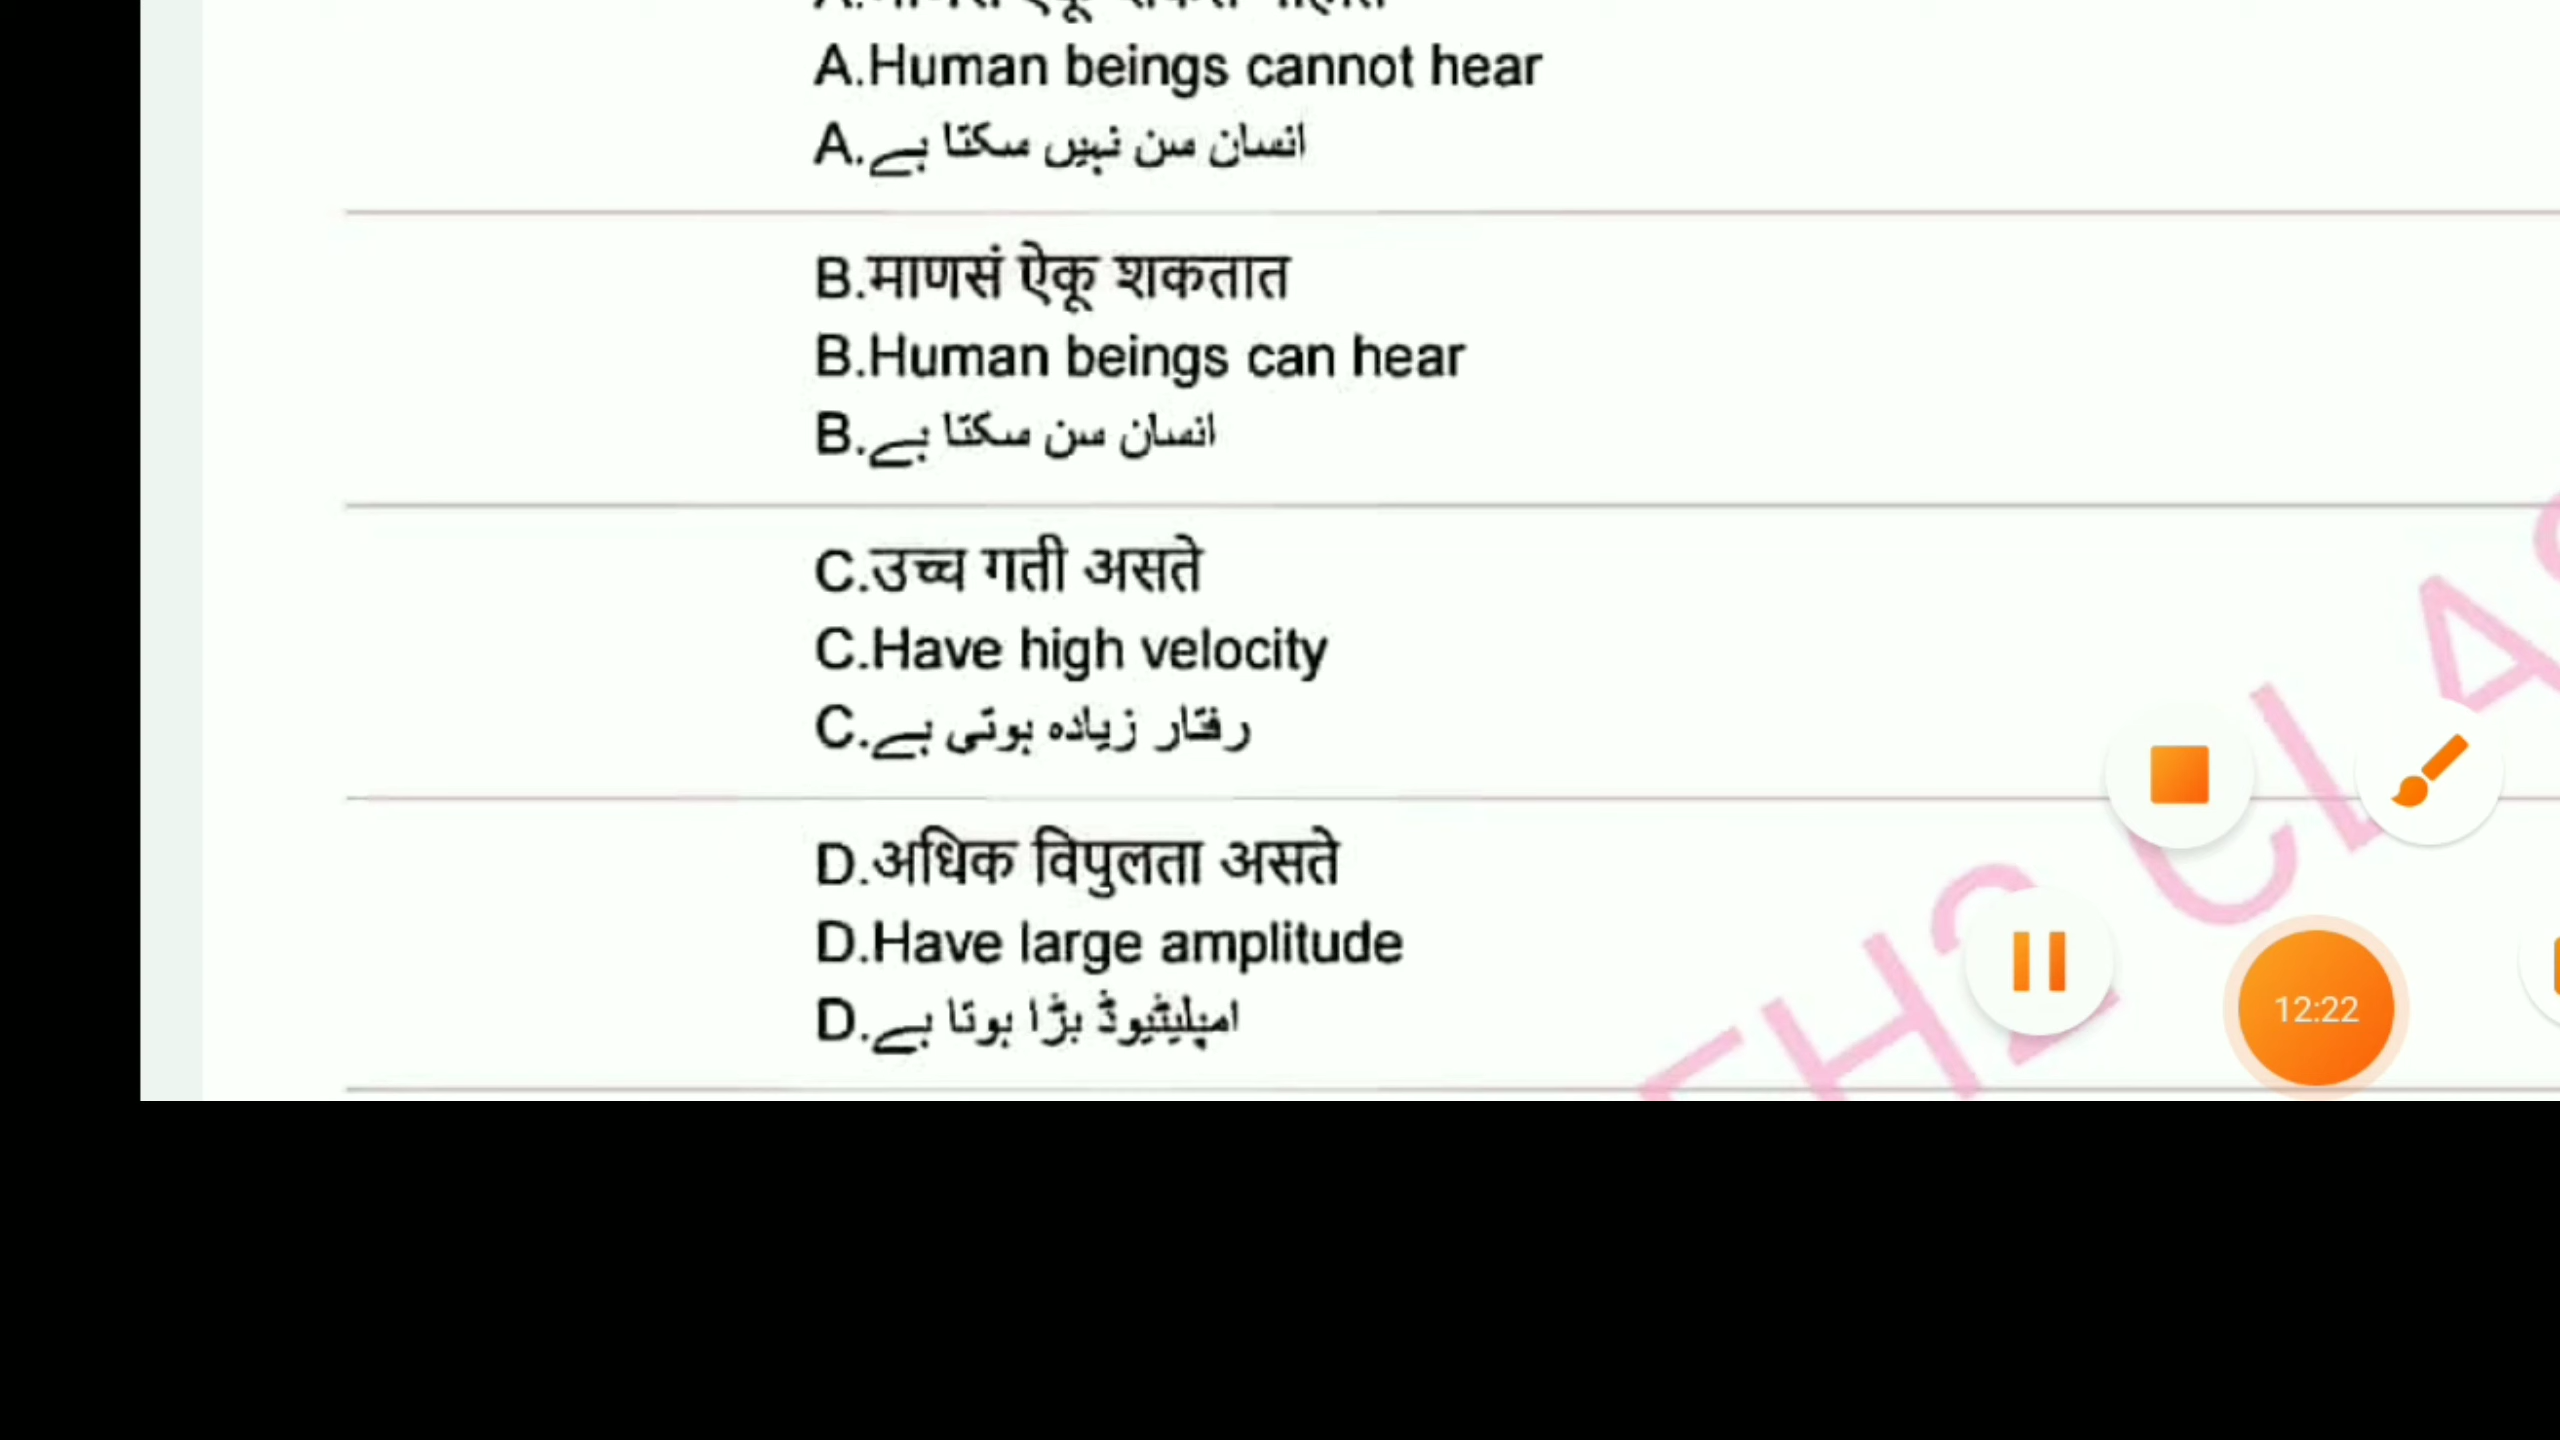 A.Human beings cannot hear
A.انسان سن نہیں سکتا ہے
B.माणसं ऐकू शकतात
B.Human beings can hear
B.انسان سن سکتا ہے
C.उच्च गती असते
C.Have high velocity
C.رفتار زیادہ ہوتی ہے
D.अधिक विपुलता असते
D.Have large amplitude
D.امپلیٹیوڈ بڑا ہوتا ہے
12:22